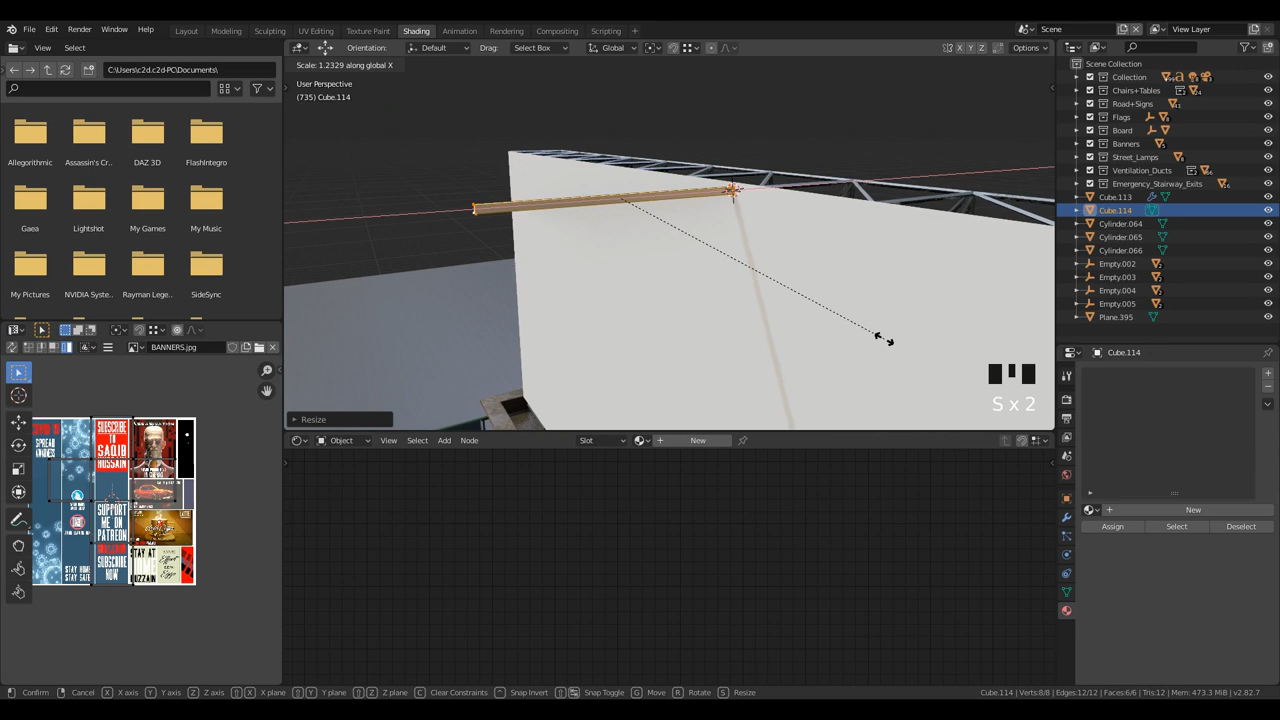 File Edit Render Window Help
Layout Modeling Sculpting UV Editing Texture Paint Shading Animation Rendering Compositing Scripting +
Scene
View Layer
View Select
Orientation: Default Drag: Select Box Global Options
X Y Z
C:\Users\c2d.c2d-PC\Documents\
Scale: 1.2329 along global X
User Perspective
(735) Cube.114
Allegorithmic Assassin's Cr... DAZ 3D FlashIntegro
Gaea Lightshot My Games My Music
My Pictures NVIDIA Syste... Rayman Lege... SideSync
Scene Collection
Collection
Chairs+Tables
Road+Signs
Flags
Board
Banners
Street_Lamps
Ventilation_Ducts
Emergency_Stairway_Exits
Cube.113
Cube.114
Cylinder.064
Cylinder.065
Cylinder.066
Empty.002
Empty.003
Empty.004
Empty.005
Plane.395
BANNERS.jpg
S x 2
Resize
Object View Select Add Node Slot New
Cube.114
New
Assign Select Deselect
SPREAD
STAY HOME
STAY SAFE
SUBSCRIBE
TO
SAQIB
HUSSAIN
SUPPORT
ME ON
PATREON
SUBSCRIBE
NOW
STAY AT
HOME
Confirm Cancel X X axis Y Y axis Z Z axis X X plane Y Y plane Z Z plane C Clear Constraints Snap Invert Snap Toggle G Move R Rotate S Resize
Cube.114 | Verts:8/8 | Edges:12/12 | Faces:6/6 | Tris:12 | Mem: 473.3 MiB | v2.82.7